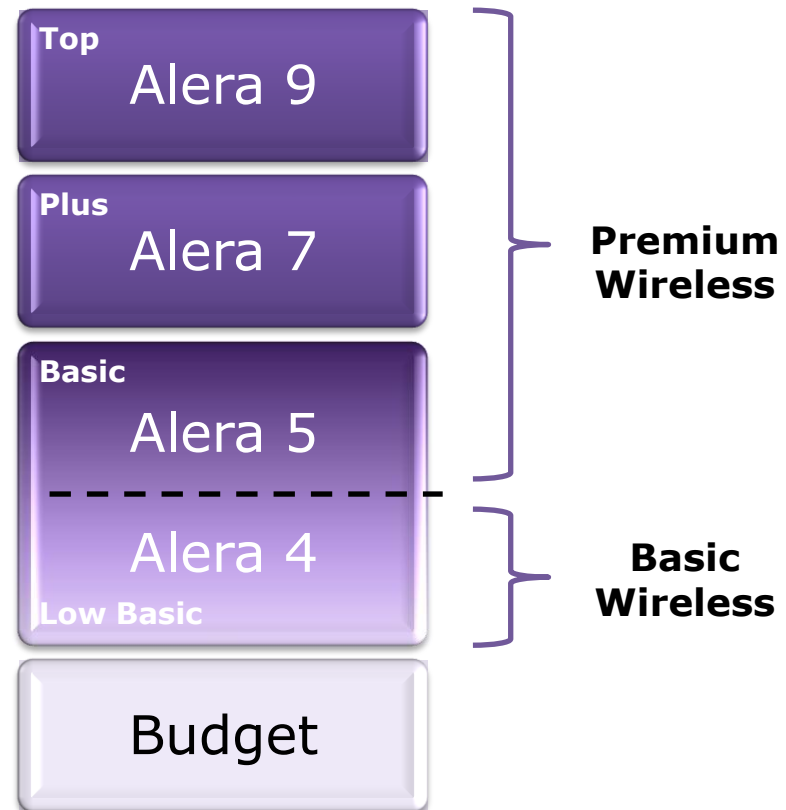 Top
Alera 9
Plus
Alera 7
Premium
Wireless
Basic
Alera 5
Alera 4
Low Basic
Basic
Wireless
Budget